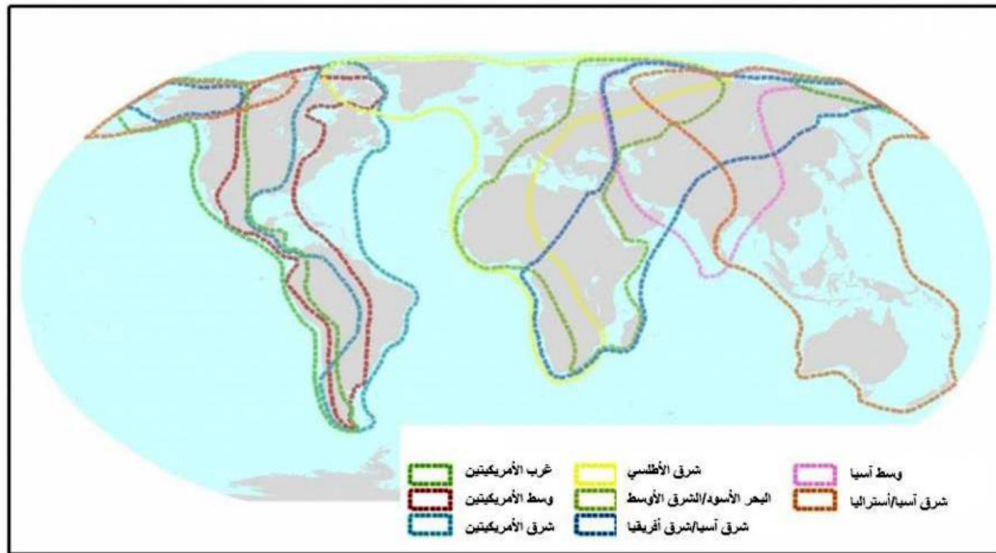 غرب الأمريكيتين
وسط الأمريكيتين
شرق الأمريكيتين
شرق الأطلسي
البحر الأسود/الشرق الأوسط
شرق آسيا/شرق أفريقيا
وسط آسيا
شرق آسيا/أستراليا